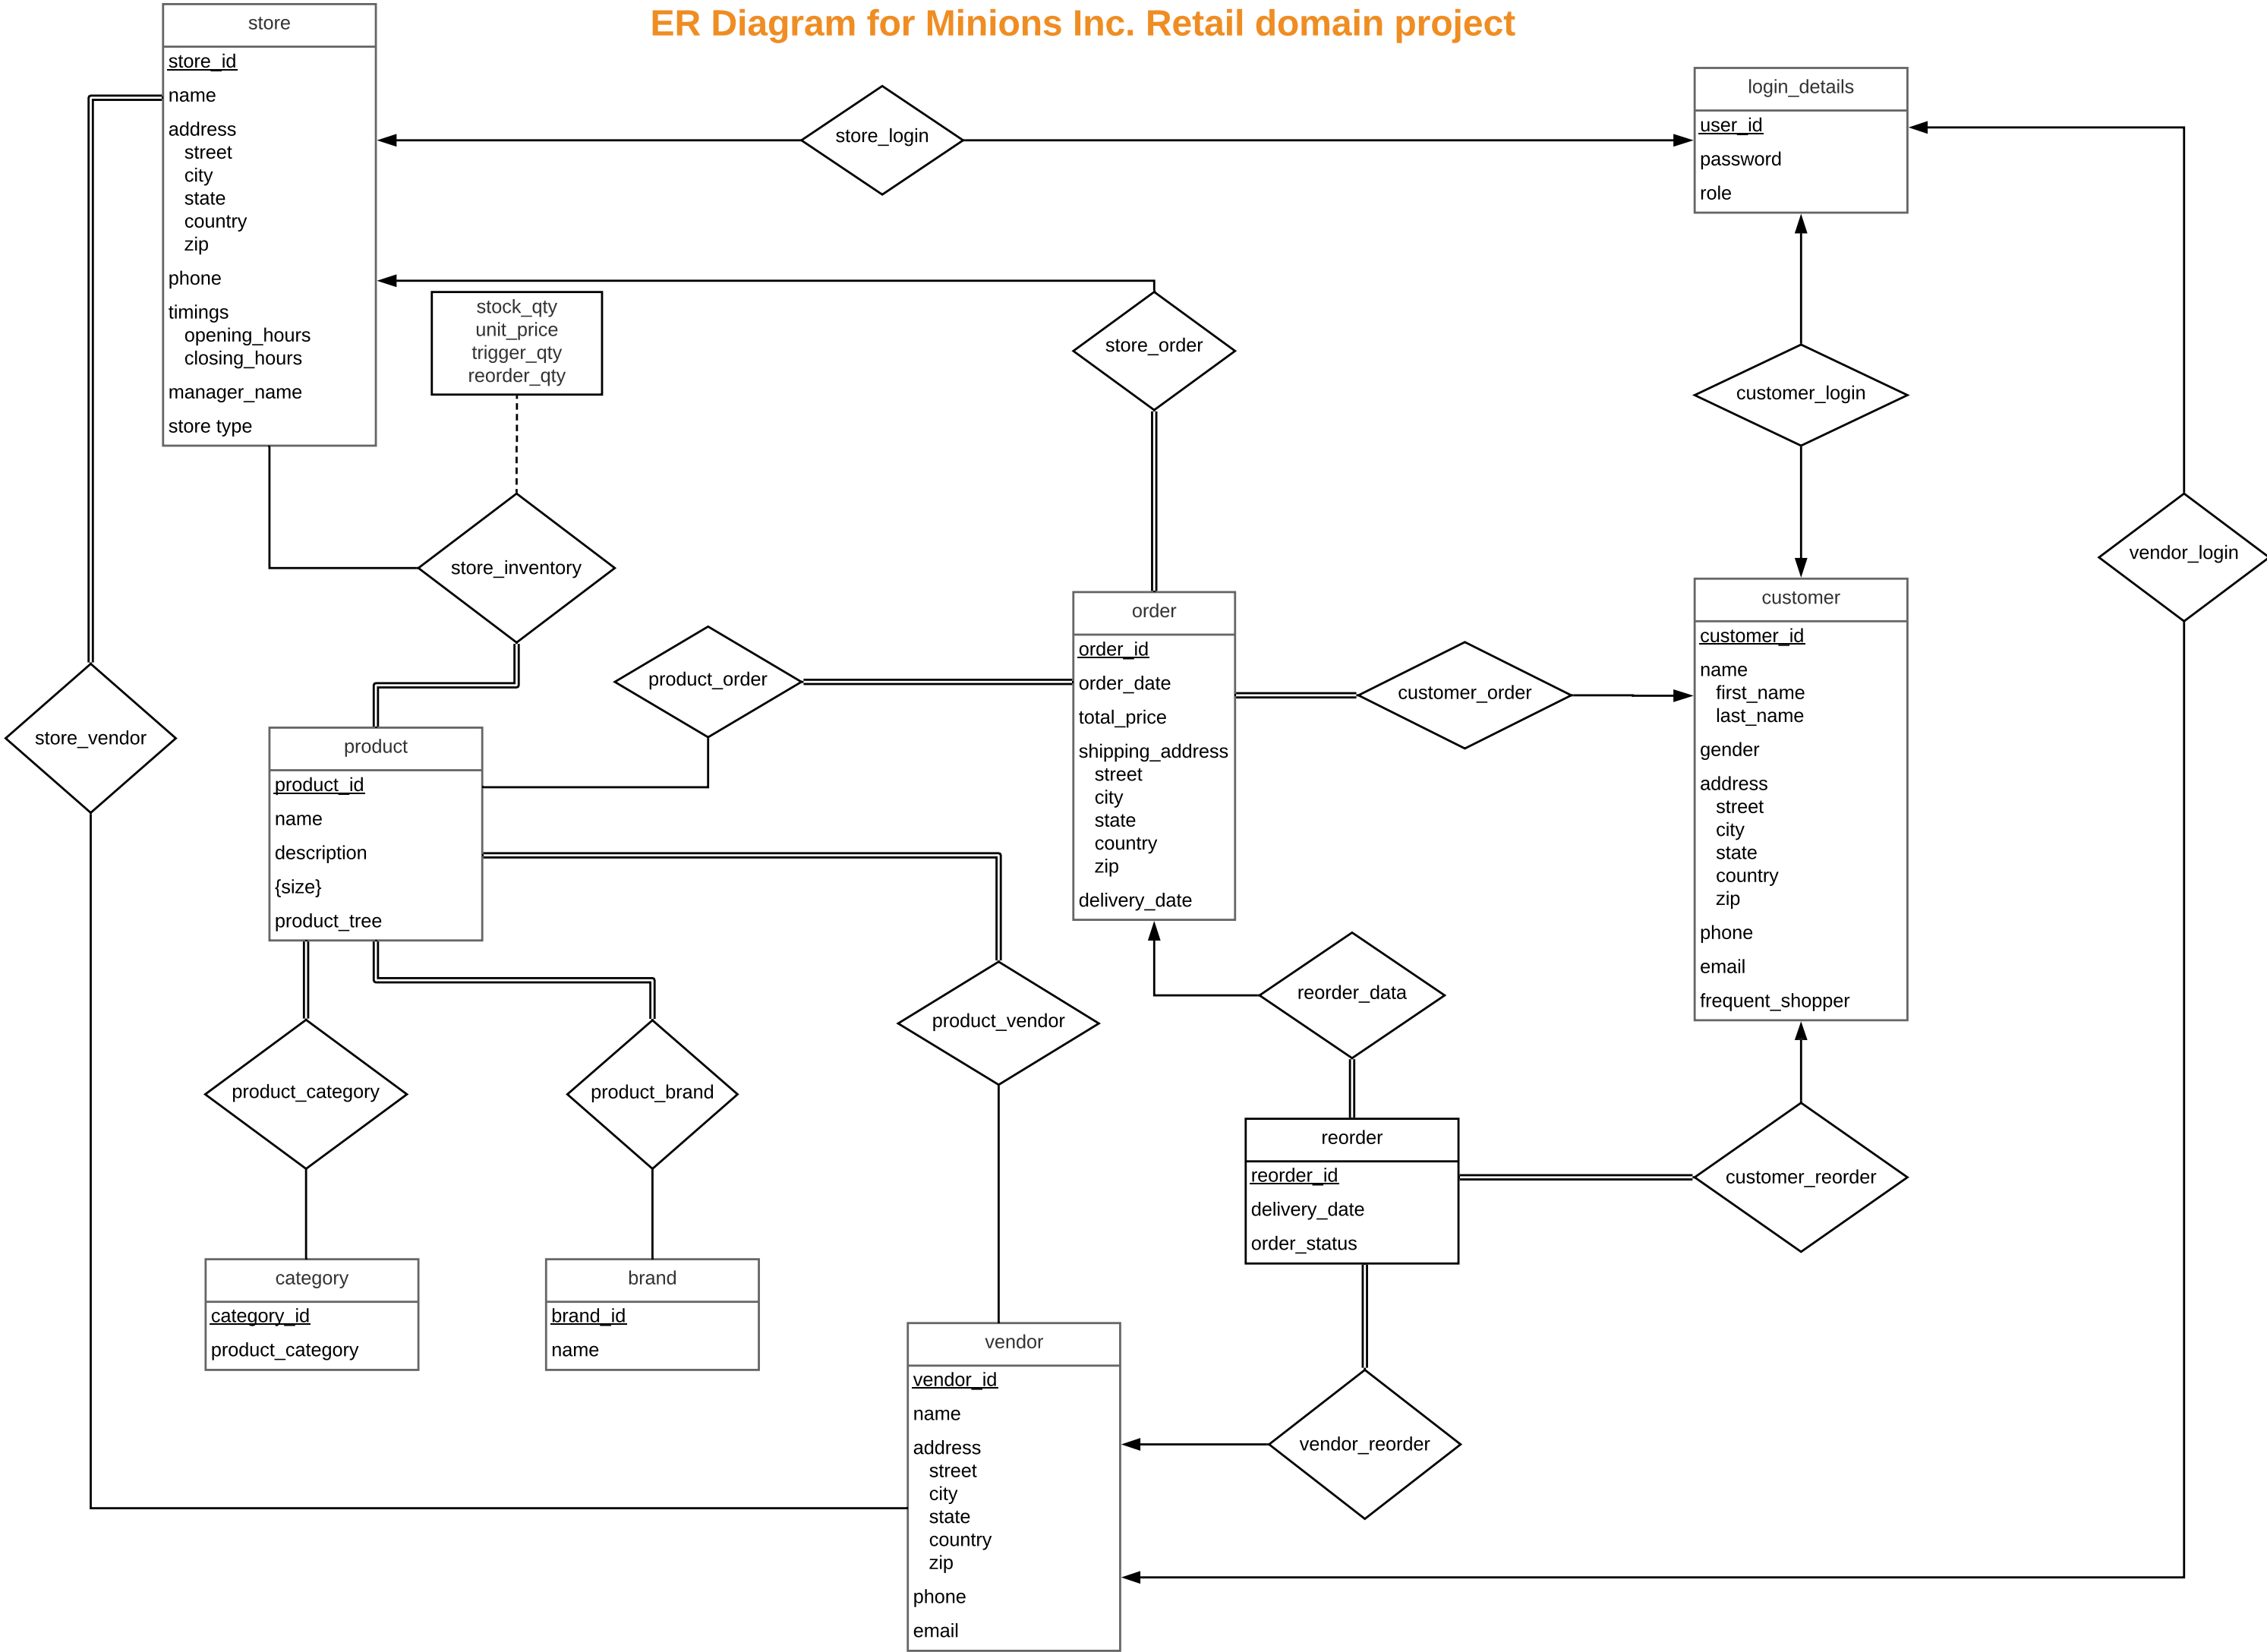 ER Diagram for Minions Inc. Retail domain project
store
store_id
name
address
street
city
state
country
zip
phone
timings
opening_hours
closing_hours
manager_name
store type
store_login
login_details
user_id
password
role
stock_qty
unit_price
trigger_qty
reorder_qty
store_order
customer_login
store_inventory
vendor_login
store_vendor
product_order
order
order_id
order_date
total_price
shipping_address
street
city
state
country
zip
delivery_date
customer_order
customer
customer_id
name
first_name
last_name
gender
address
street
city
state
country
zip
phone
email
frequent_shopper
product
product_id
name
description
{size}
product_tree
product_vendor
reorder_data
product_category
product_brand
reorder
reorder_id
delivery_date
order_status
customer_reorder
category
category_id
product_category
brand
brand_id
name
vendor
vendor_id
name
address
street
city
state
country
zip
phone
email
vendor_reorder